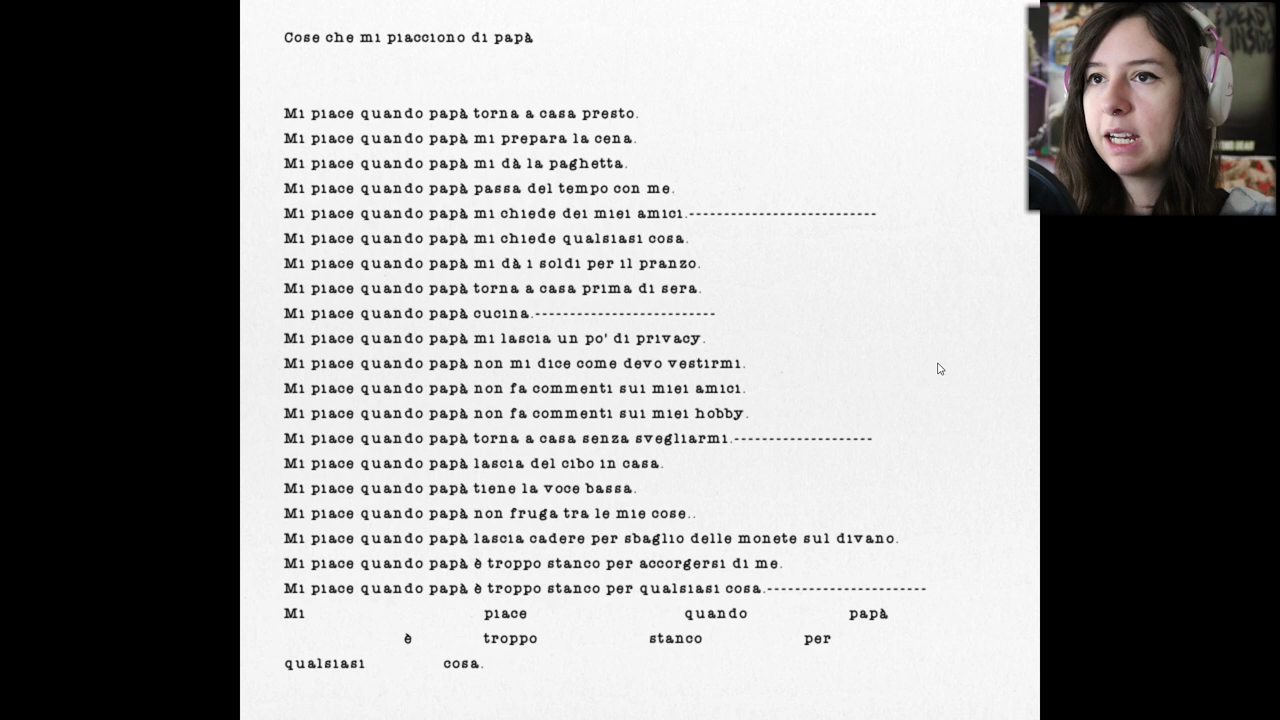 Cose che mi piacciono di papà
Mi piace quando papà torna a casa presto.
Mi piace quando papà mi prepara la cena.
Mi piace quando papà mi dà la paghetta.
Mi piace quando papà passa del tempo con me.
Mi piace quando papà mi chiede dei miei amici.---------------------------
Mi piace quando papà mi chiede qualsiasi cosa.
Mi piace quando papà mi dà i soldi per il pranzo.
Mi piace quando papà torna a casa prima di sera.
Mi piace quando papà cucina.--------------------------
Mi piace quando papà mi lascia un po' di privacy.
Mi piace quando papà non mi dice come devo vestirmi.
Mi piace quando papà non fa commenti sui miei amici.
Mi piace quando papà non fa commenti sui miei hobby.
Mi piace quando papà torna a casa senza svegliarmi.--------------------
Mi piace quando papà lascia del cibo in casa.
Mi piace quando papà tiene la voce bassa.
Mi piace quando papà non fruga tra le mie cose..
Mi piace quando papà lascia cadere per sbaglio delle monete sul divano.
Mi piace quando papà è troppo stanco per accorgersi di me.
Mi piace quando papà è troppo stanco per qualsiasi cosa.-----------------------
Mi piace quando papà
è troppo stanco per
qualsiasi cosa.